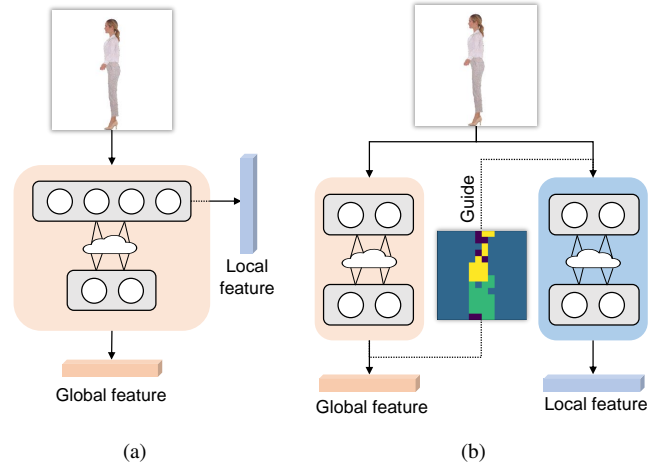 Local
feature
Global feature
(a)
Guide
Global feature
Local feature
(b)